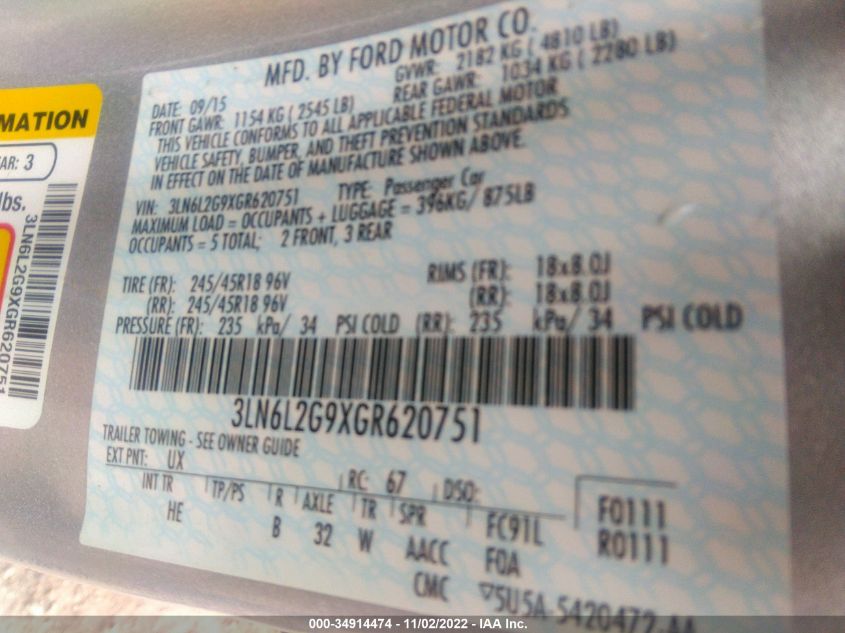 MFD. BY FORD MOTOR CO.
DATE: 09/15 GVWR: 2182 KG ( 4810 LB)
FRONT GAWR: 1154 KG ( 2545 LB) REAR GAWR: 1034 KG ( 2280 LB)
THIS VEHICLE CONFORMS TO ALL APPLICABLE FEDERAL MOTOR
VEHICLE SAFETY, BUMPER, AND THEFT PREVENTION STANDARDS
IN EFFECT ON THE DATE OF MANUFACTURE SHOWN ABOVE.
VIN: 3LN6L2G9XGR620751 TYPE: Passenger Car
MAXIMUM LOAD = OCCUPANTS + LUGGAGE = 396KG/ 875LB
OCCUPANTS = 5 TOTAL; 2 FRONT, 3 REAR
TIRE (FR): 245/45R18 96V RIMS (FR): 18x8.0J
(RR): 245/45R18 96V (RR): 18x8.0J
PRESSURE (FR): 235 kPa/ 34 PSI COLD (RR): 235 kPa/ 34 PSI COLD
3LN6L2G9XGR620751
TRAILER TOWING - SEE OWNER GUIDE
EXT PNT: UX RC: 67 DSO:
INT TR TP/PS R AXLE TR SPR FC91L F0111
HE B 32 W AACC FOA R0111
CMC 5U5A-5420472-AA
MATION
AR: 3
lbs.
3LN6L2G9XGR620751
000-34914474 - 11/02/2022 - IAA Inc.